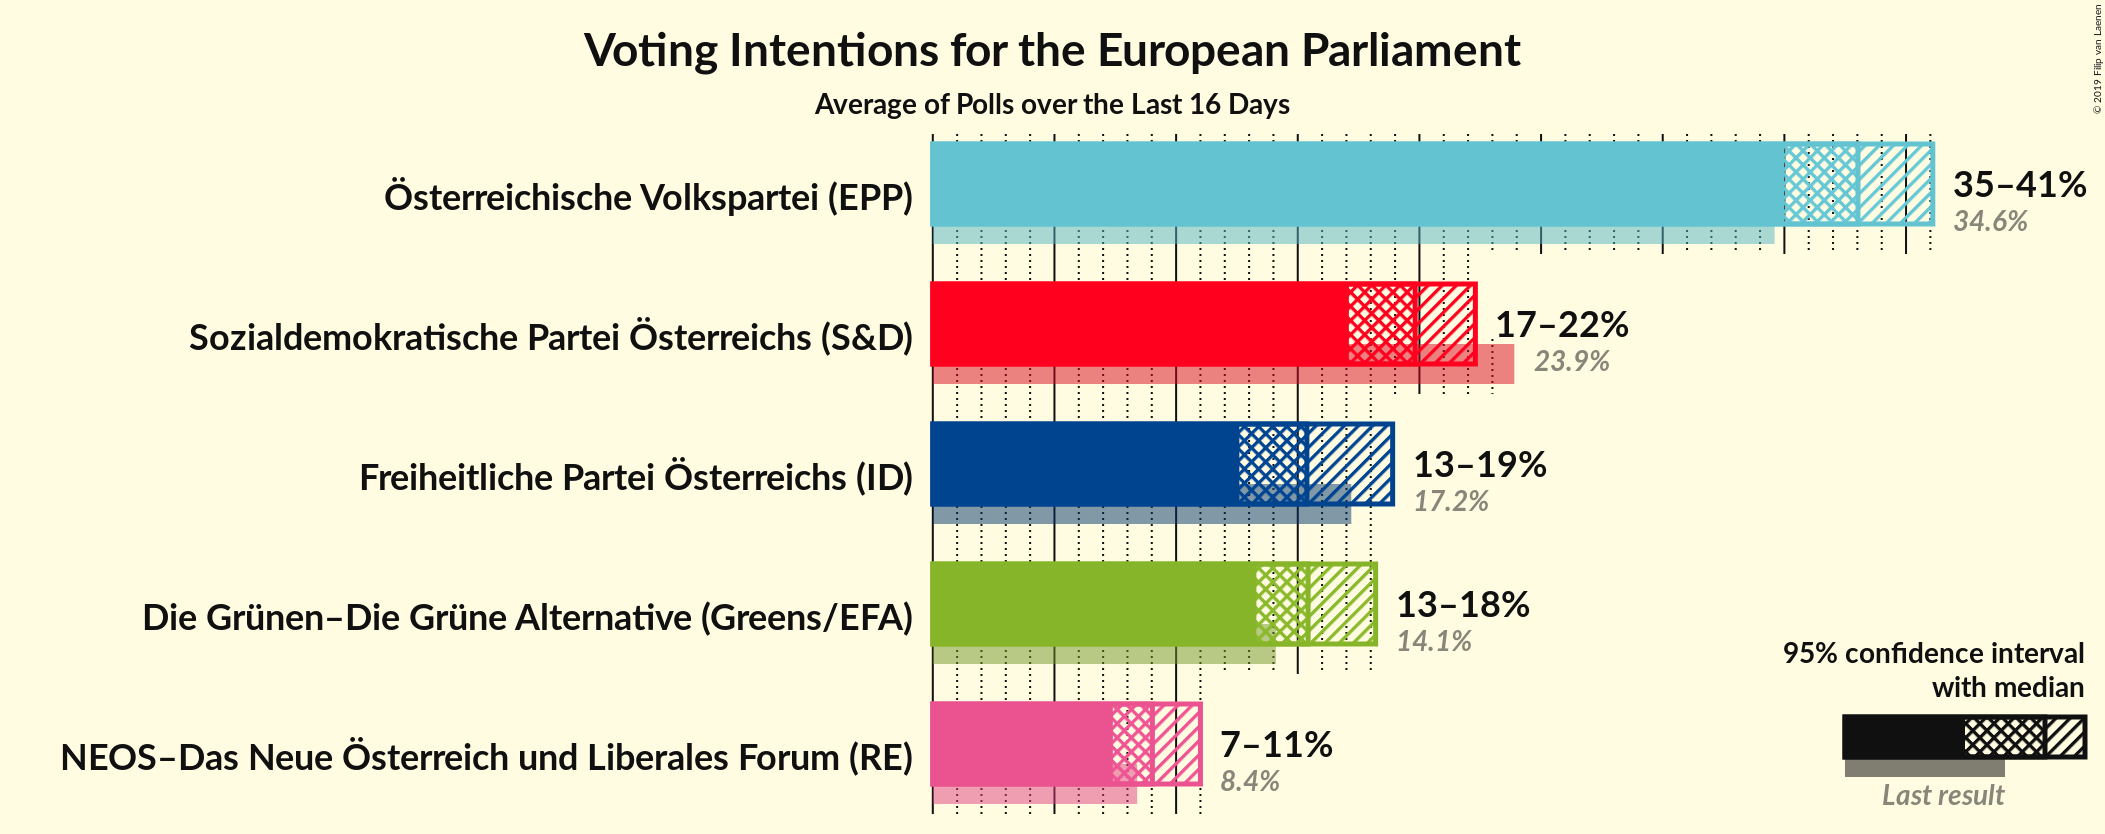 Voting Intentions for the European Parliament
Average of Polls over the Last 16 Days
© 2019 Filip van Laenen
Österreichische Volkspartei (EPP)
35–41%
34.6%
Sozialdemokratische Partei Österreichs (S&D)
17–22%
23.9%
Freiheitliche Partei Österreichs (ID)
13–19%
17.2%
Die Grünen–Die Grüne Alternative (Greens/EFA)
13–18%
14.1%
NEOS–Das Neue Österreich und Liberales Forum (RE)
7–11%
8.4%
95% confidence interval
with median
Last result